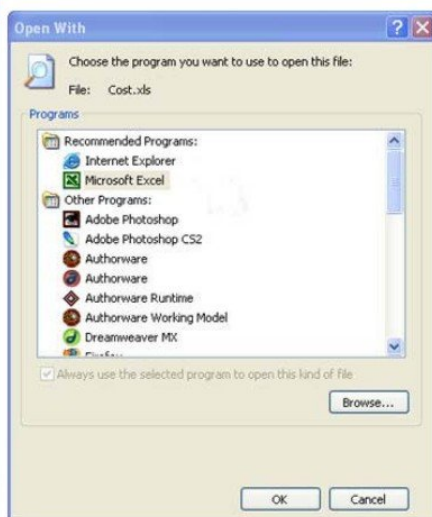 Open With
Choose the program you want to use to open this file:
File: Cost.xls
Programs
Recommended Programs:
Internet Explorer
Microsoft Excel
Other Programs:
Adobe Photoshop
Adobe Photoshop CS2
Authorware
Authorware
Authorware Runtime
Authorware Working Model
Dreamweaver MX
Firefox
Always use the selected program to open this kind of file
Browse...
OK Cancel